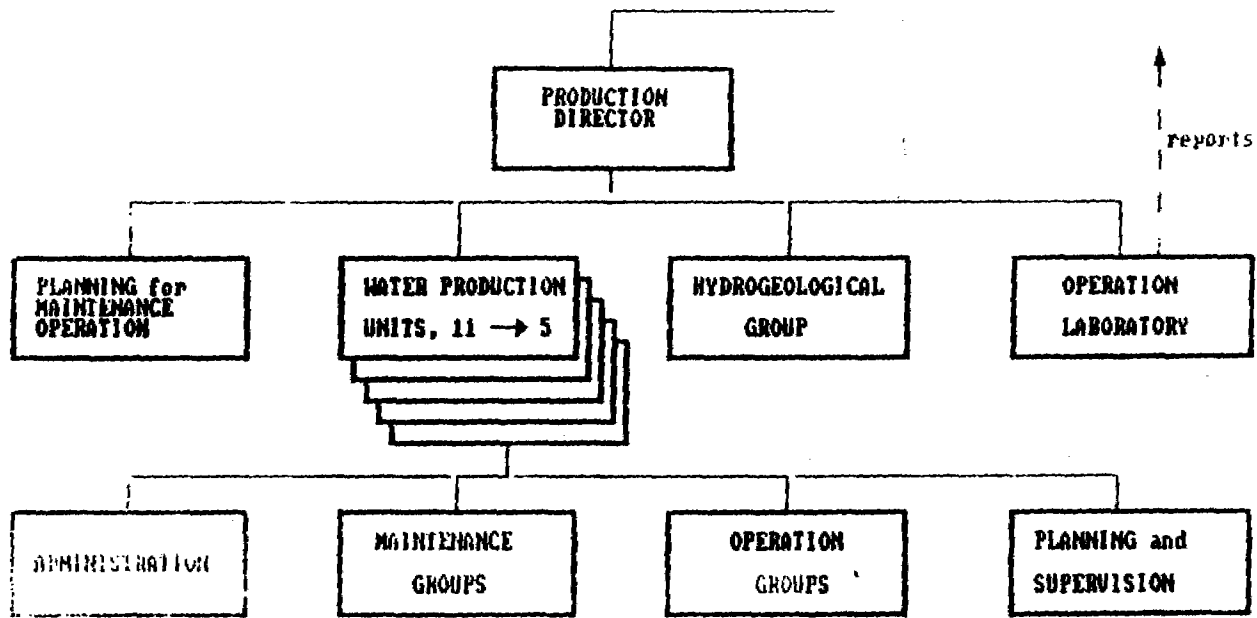 PRODUCTION
DIRECTOR
reports
PLANNING for
MAINTENANCE
OPERATION
WATER PRODUCTION
UNITS, 11 → 5
HYDROGEOLOGICAL
GROUP
OPERATION
LABORATORY
ADMINISTRATION
MAINTENANCE
GROUPS
OPERATION
GROUPS
PLANNING and
SUPERVISION